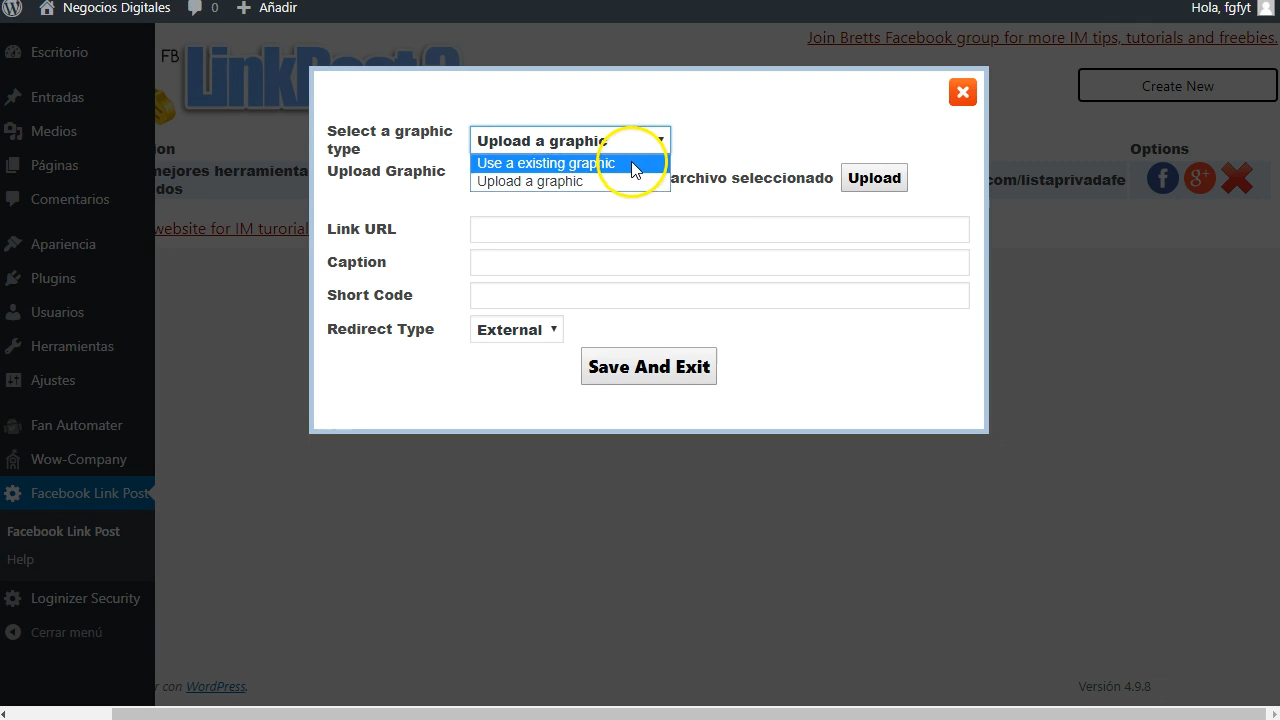 Negocios Digitales 0 Añadir Hola, fgfyt
Escritorio
Entradas
Medios
Páginas
Comentarios
Apariencia
Plugins
Usuarios
Herramientas
Ajustes
Fan Automater
Wow-Company
Facebook Link Post
Facebook Link Post
Help
Loginizer Security
Cerrar menú
FB
Join Bretts Facebook group for more IM tips, tutorials and freebies.
Create New
ion
Options
mejores herramienta
dos
com/listaprivadafe
website for IM tutorial
Select a graphic
type
Upload a graphic
Use a existing graphic
Upload a graphic
Upload Graphic
archivo seleccionado
Upload
Link URL
Caption
Short Code
Redirect Type
External
Save And Exit
r con WordPress.
Versión 4.9.8